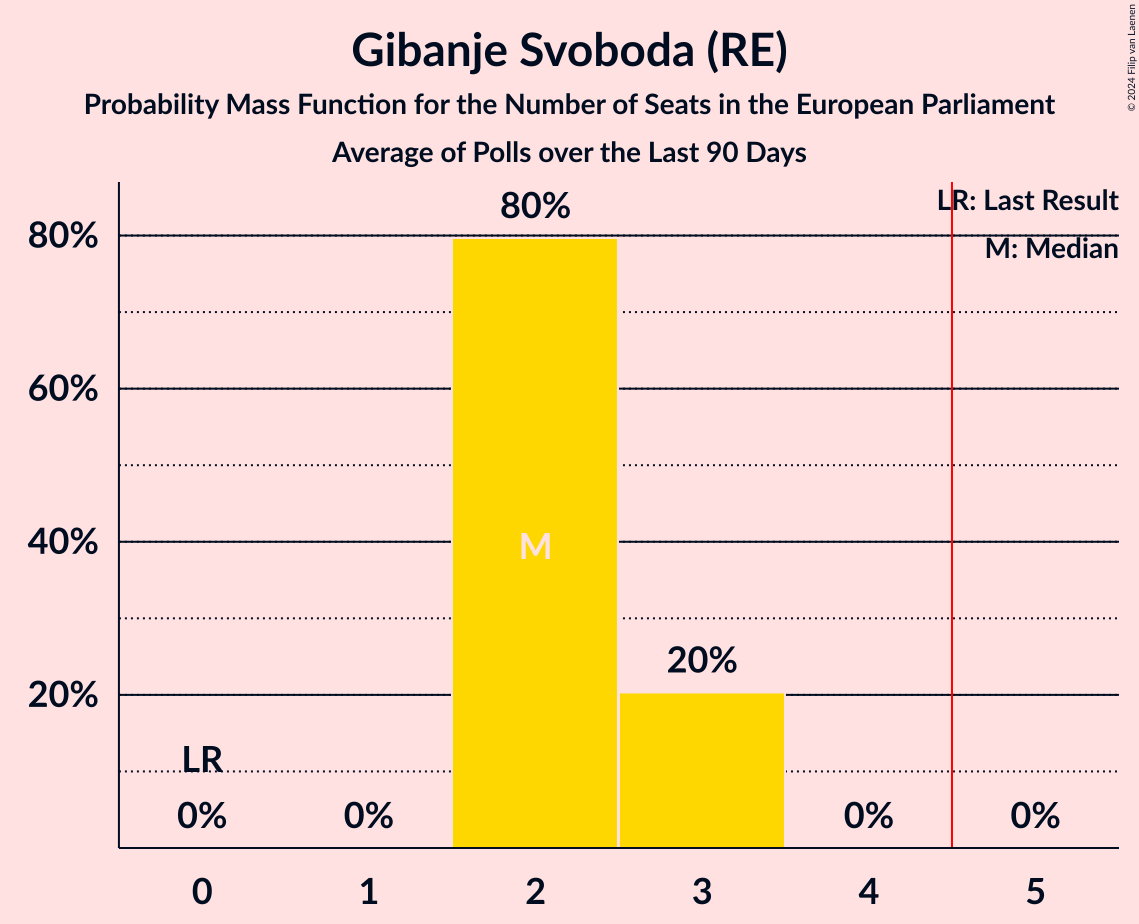 Gibanje Svoboda (RE)
Probability Mass Function for the Number of Seats in the European Parliament
Average of Polls over the Last 90 Days
© 2024 Filip van Laenen
LR: Last Result
M: Median
80%
80%
60%
40%
M
20%
20%
LR
0%
0%
0%
0%
0
1
2
3
4
5